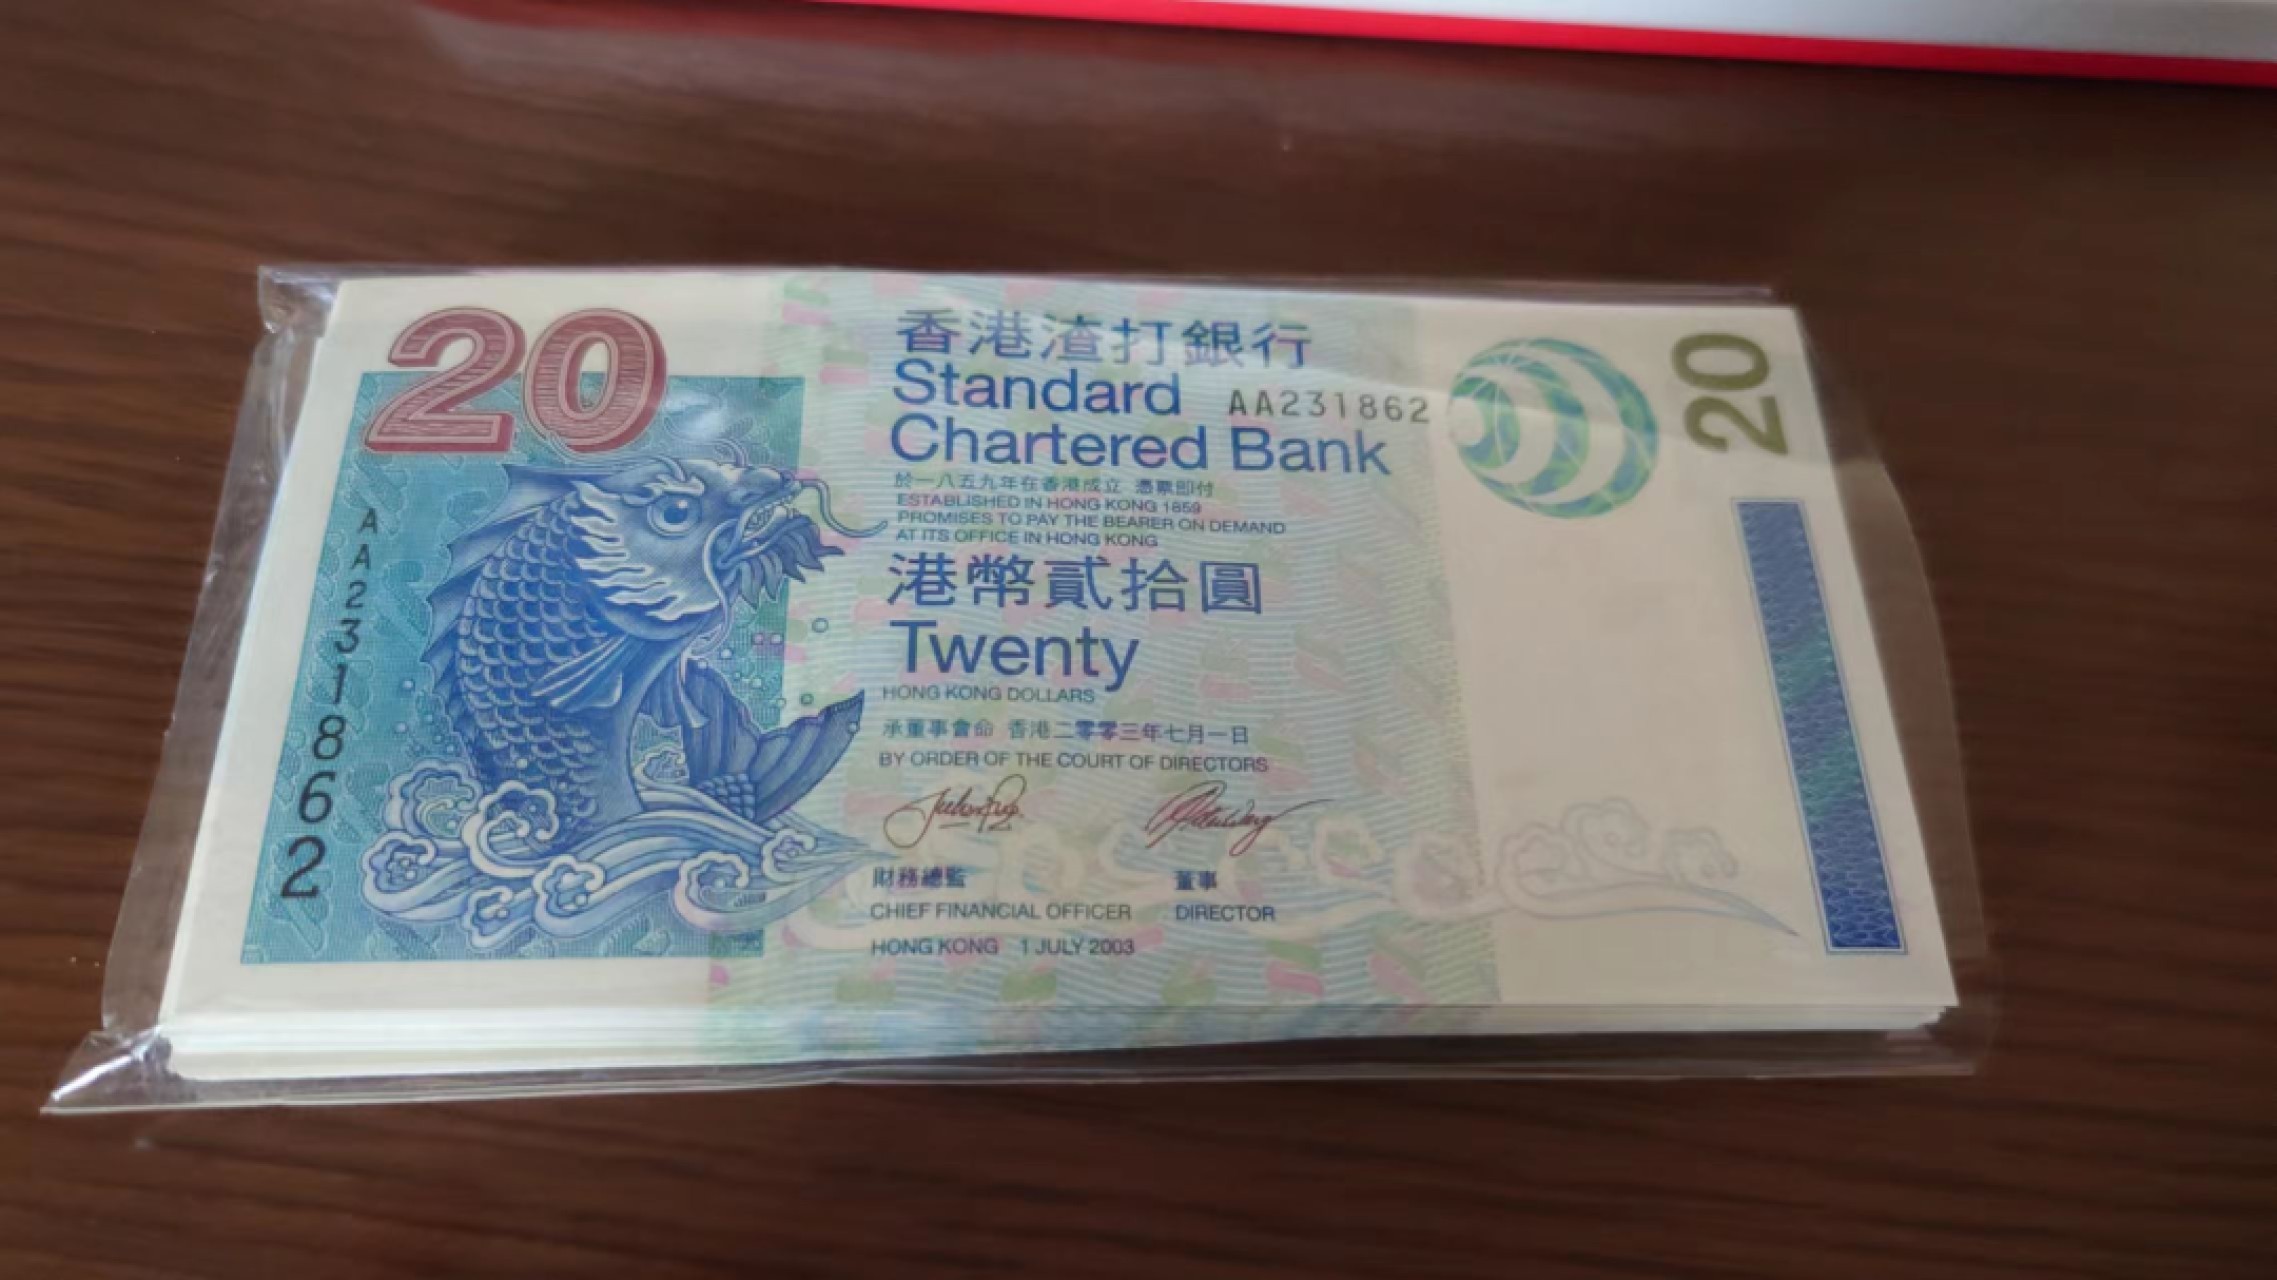 20
香港渣打銀行
20
Standard
AA231862
Chartered Bank
於一八五九年在香港成立 憑票即付
ESTABLISHED IN HONG KONG 1859
PROMISES TO PAY THE BEARER ON DEMAND
AT ITS OFFICE IN HONG KONG
AA231862
港幣貳拾圓
Twenty
HONG KONG DOLLARS
承董事會命 香港二零零三年七月一日
BY ORDER OF THE COURT OF DIRECTORS
財務總監 董事
CHIEF FINANCIAL OFFICER DIRECTOR
HONG KONG 1 JULY 2003